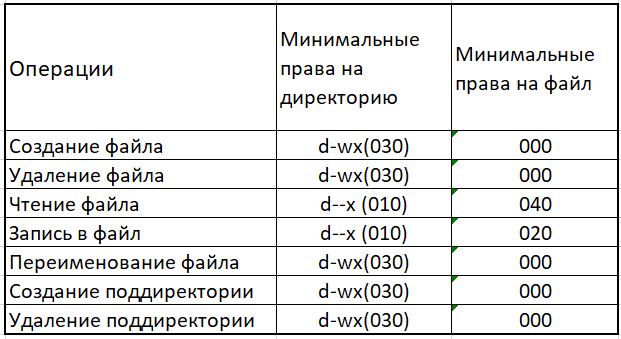 Операции
Минимальные
права на
директорию
Минимальные
права на файл
Создание файла d-wx(030) 000
Удаление файла d-wx(030) 000
Чтение файла d--x (010) 040
Запись в файл d--x (010) 020
Переименование файла d-wx(030) 000
Создание поддиректории d-wx(030) 000
Удаление поддиректории d-wx(030) 000